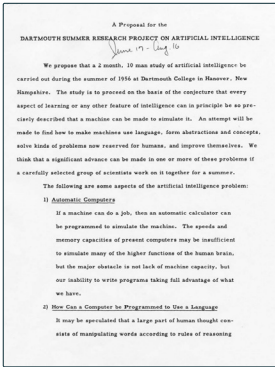 A Proposal for the
DARTMOUTH SUMMER RESEARCH PROJECT ON ARTIFICIAL INTELLIGENCE
June 17 - Aug. 16
We propose that a 2 month, 10 man study of artificial intelligence be
carried out during the summer of 1956 at Dartmouth College in Hanover, New
Hampshire. The study is to proceed on the basis of the conjecture that every
aspect of learning or any other feature of intelligence can in principle be so pre-
cisely described that a machine can be made to simulate it. An attempt will be
made to find how to make machines use language, form abstractions and concepts,
solve kinds of problems now reserved for humans, and improve themselves. We
think that a significant advance can be made in one or more of these problems if
a carefully selected group of scientists work on it together for a summer.
The following are some aspects of the artificial intelligence problem:
1) Automatic Computers
If a machine can do a job, then an automatic calculator can
be programmed to simulate the machine. The speeds and
memory capacities of present computers may be insufficient
to simulate many of the higher functions of the human brain,
but the major obstacle is not lack of machine capacity, but
our inability to write programs taking full advantage of what
we have.
2) How Can a Computer be Programmed to Use a Language
It may be speculated that a large part of human thought con-
sists of manipulating words according to rules of reasoning